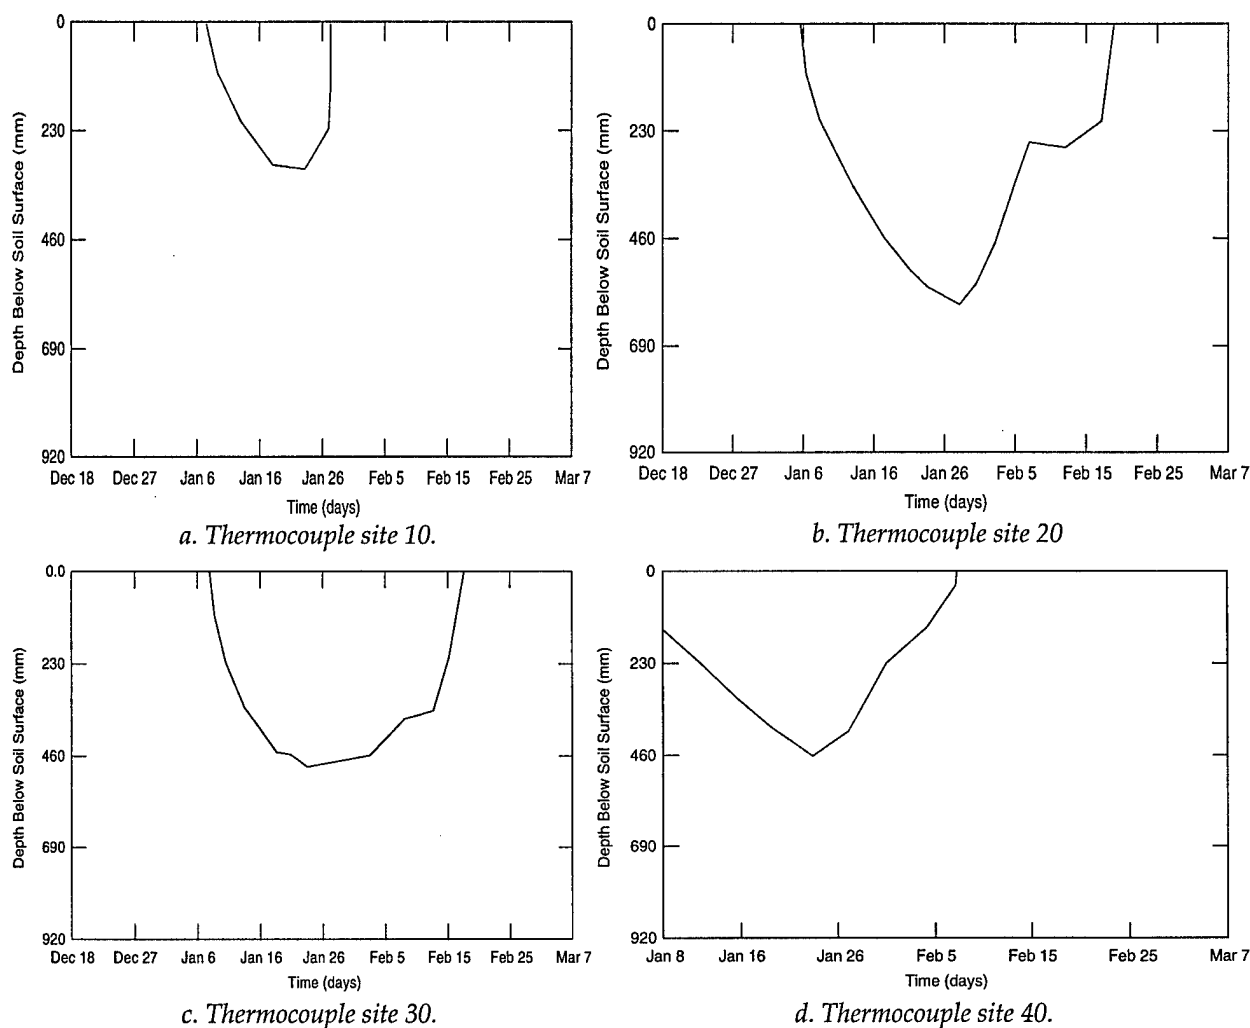 0
230
460
690
920
Depth Below Soil Surface (mm)
Dec 18 Dec 27 Jan 6 Jan 16 Jan 26 Feb 5 Feb 15 Feb 25 Mar 7
Time (days)
a. Thermocouple site 10.
0
230
460
690
920
Depth Below Soil Surface (mm)
Dec 18 Dec 27 Jan 6 Jan 16 Jan 26 Feb 5 Feb 15 Feb 25 Mar 7
Time (days)
b. Thermocouple site 20
0.0
230
460
690
920
Depth Below Soil Surface (mm)
Dec 18 Dec 27 Jan 6 Jan 16 Jan 26 Feb 5 Feb 15 Feb 25 Mar 7
Time (days)
c. Thermocouple site 30.
0
230
460
690
920
Depth Below Soil Surface (mm)
Jan 8 Jan 16 Jan 26 Feb 5 Feb 15 Feb 25 Mar 7
Time (days)
d. Thermocouple site 40.